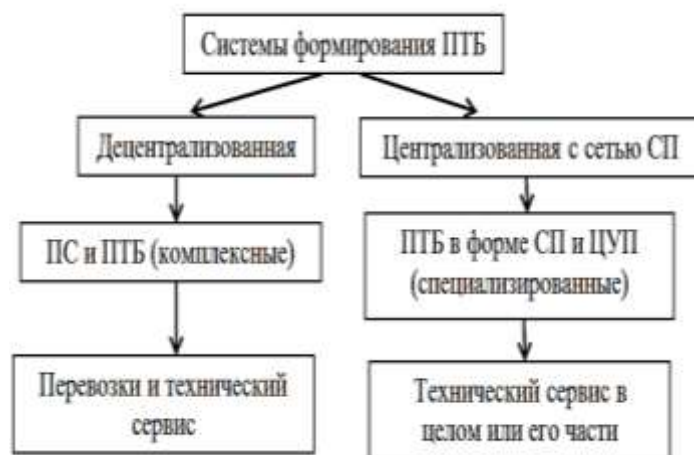 Системы формирования ПТБ
Децентрализованная
Централизованная с сетью СП
ПС и ПТБ (комплексные)
ПТБ в форме СП и ЦУП
(специализированные)
Перевозки и технический
сервис
Технический сервис в
целом или его части